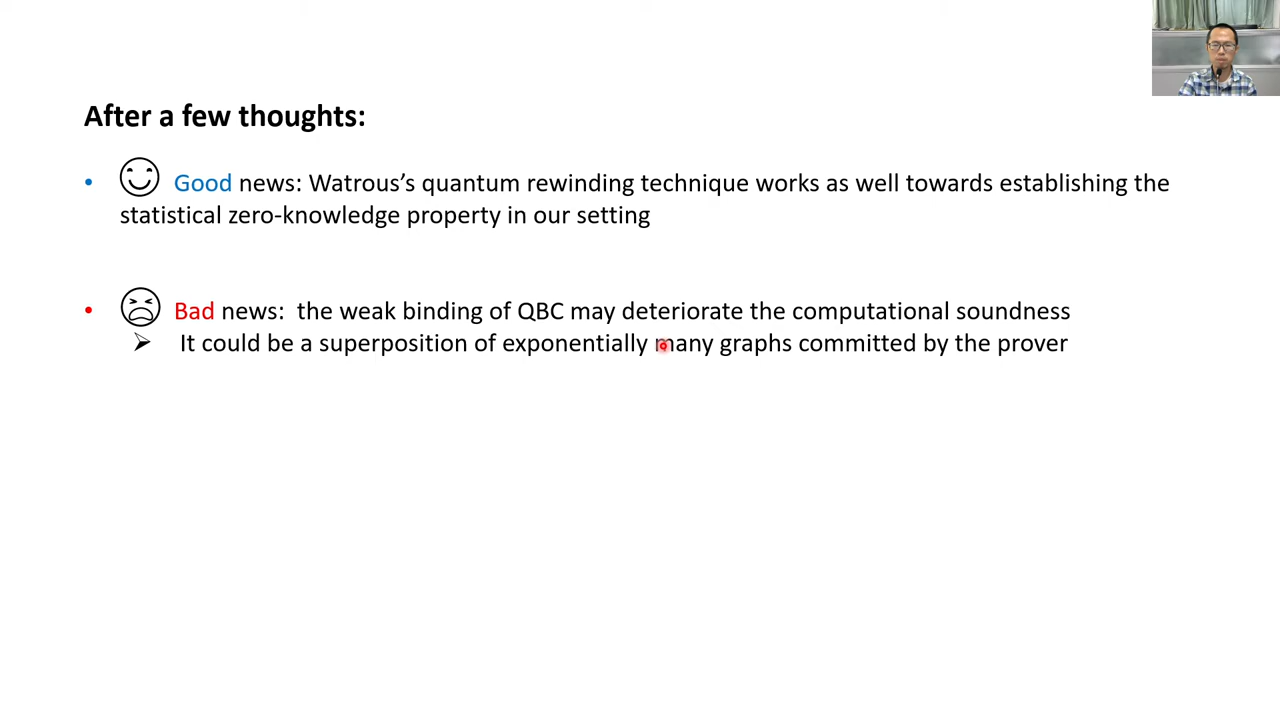 After a few thoughts:
• Good news: Watrous's quantum rewinding technique works as well towards establishing the
statistical zero-knowledge property in our setting
• Bad news: the weak binding of QBC may deteriorate the computational soundness
➢ It could be a superposition of exponentially many graphs committed by the prover